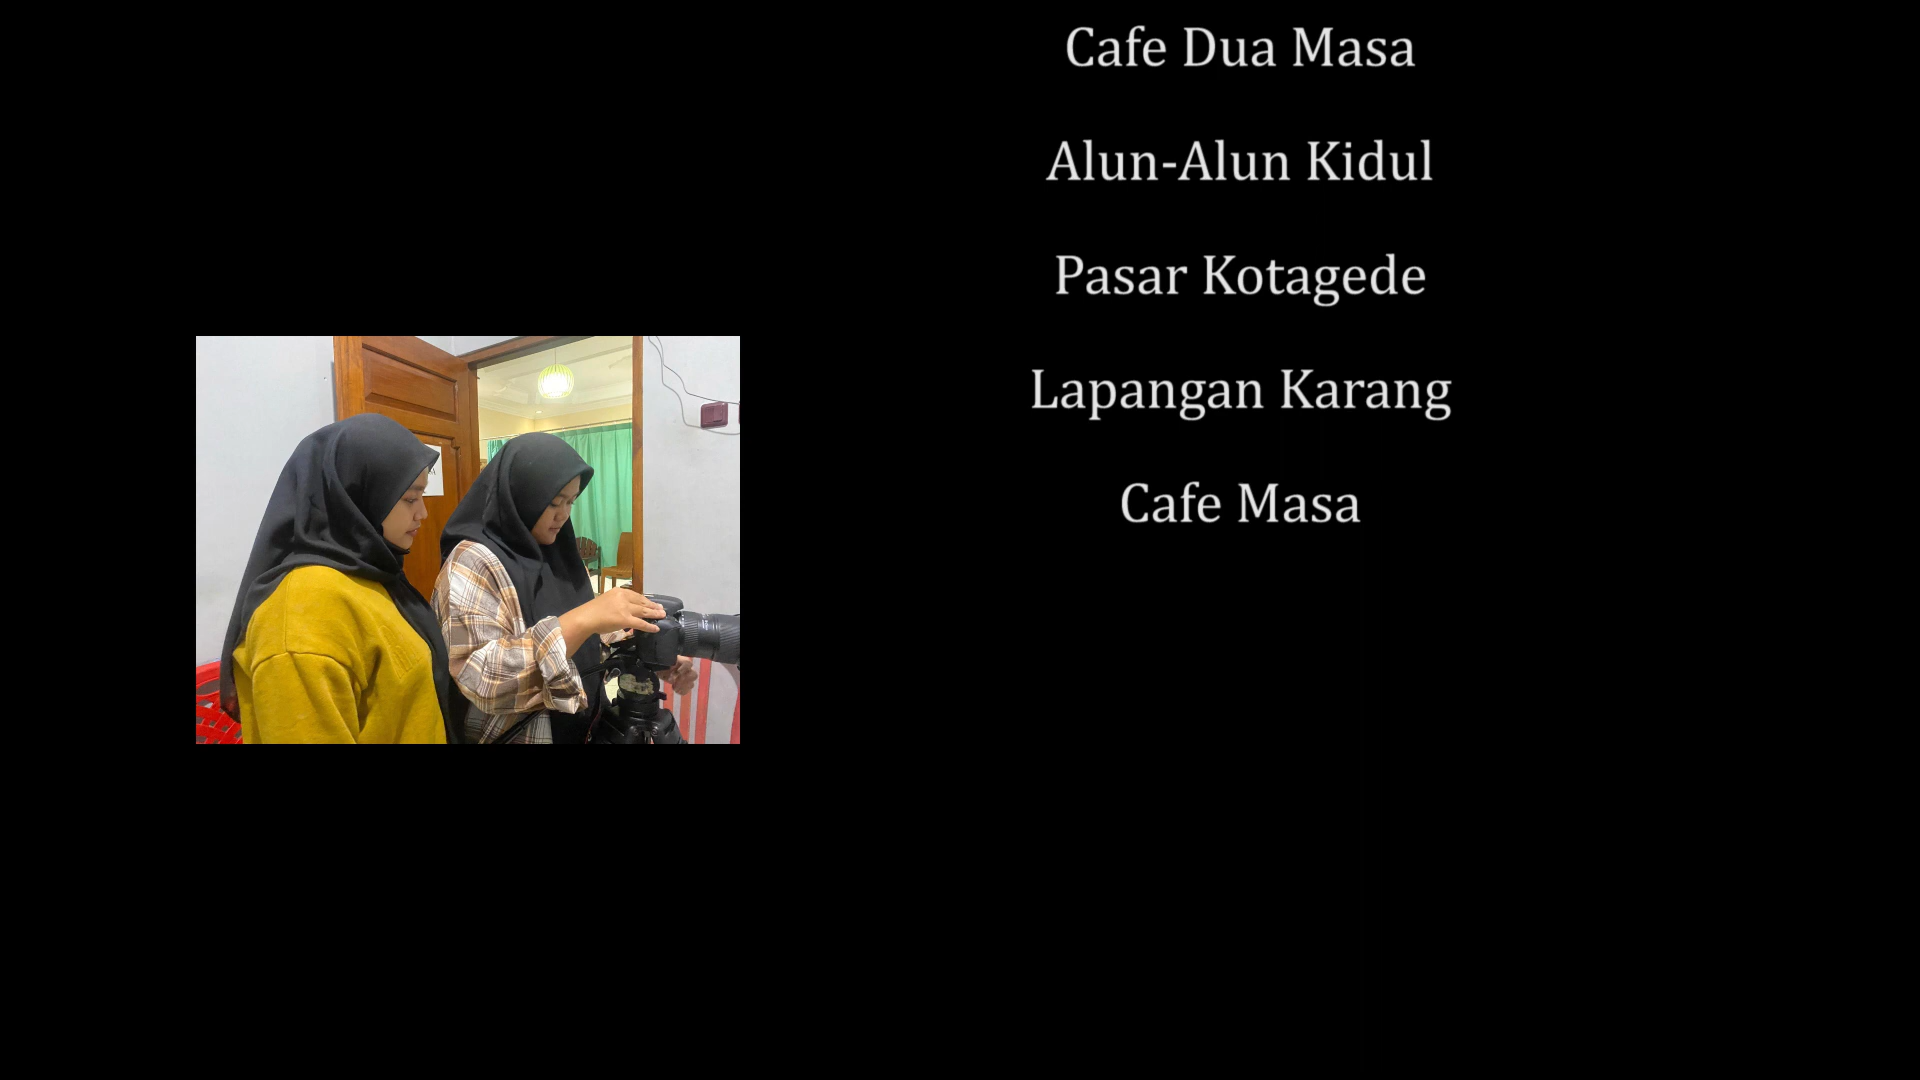 Cafe Dua Masa
Alun-Alun Kidul
Pasar Kotagede
Lapangan Karang
Cafe Masa